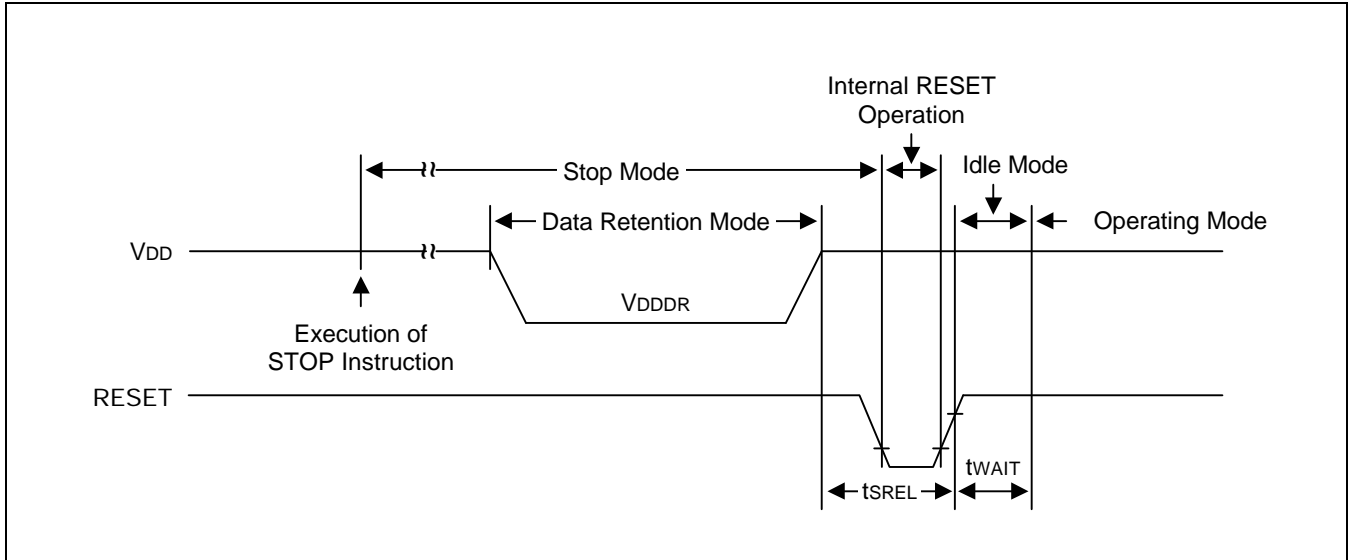 Internal RESET
Operation
Idle Mode
Stop Mode
Data Retention Mode
Operating Mode
VDD
VDDDR
Execution of
STOP Instruction
RESET
tWAIT
tSREL